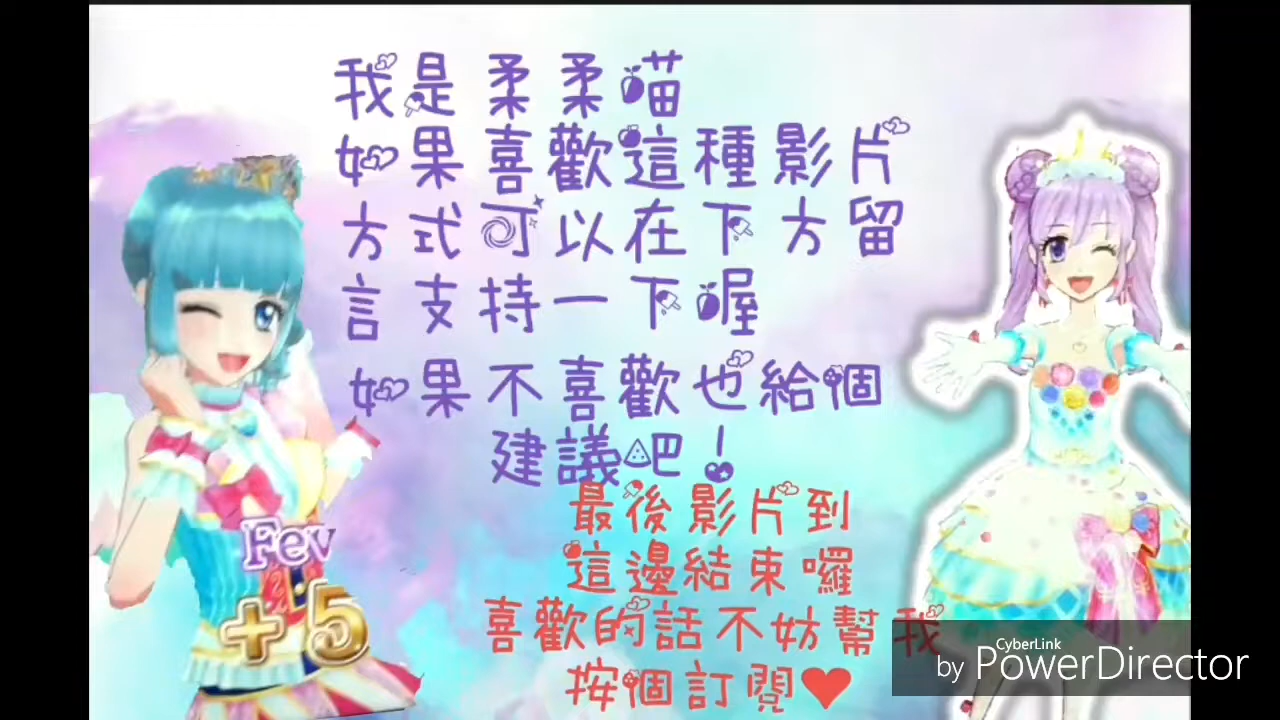 我是柔柔喵
如果喜歡這種影片
方式可以在下方留
言支持一下喔
如果不喜歡也給個
建議吧！
最後影片到
這邊結束囉
喜歡的話不妨幫我
按個訂閱♥
Fev
+5
CyberLink
by PowerDirector